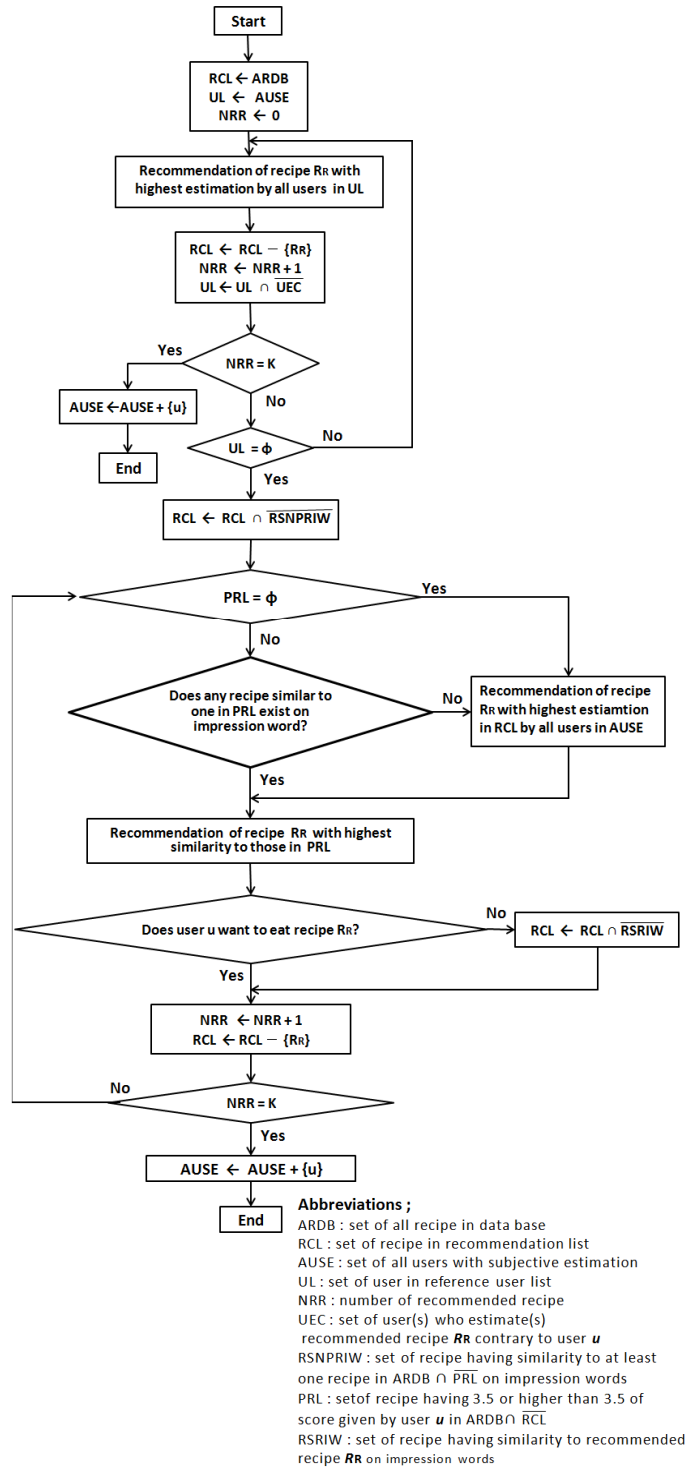 Start
RCL ← ARDB
UL ← AUSE
NRR ← 0
Recommendation of recipe RR with
highest estimation by all users in UL
RCL ← RCL − {RR}
NRR ← NRR + 1
UL ← UL ∩ U̅E̅C̅
Yes
NRR = K
No
AUSE ← AUSE + {u}
End
UL = ϕ
No
Yes
RCL ← RCL ∩ R̅S̅N̅P̅R̅I̅W̅
PRL = ϕ
Yes
No
Does any recipe similar to
one in PRL exist on
impression word?
No
Recommendation of recipe
RR with highest estiamtion
in RCL by all users in AUSE
Yes
Recommendation of recipe RR with highest
similarity to those in PRL
Does user u want to eat recipe RR?
No
RCL ← RCL ∩ R̅S̅R̅I̅W̅
Yes
NRR ← NRR + 1
RCL ← RCL − {RR}
No
NRR = K
Yes
AUSE ← AUSE + {u}
End
Abbreviations ;
ARDB : set of all recipe in data base
RCL : set of recipe in recommendation list
AUSE : set of all users with subjective estimation
UL : set of user in reference user list
NRR : number of recommended recipe
UEC : set of user(s) who estimate(s)
recommended recipe RR contrary to user u
RSNPRIW : set of recipe having similarity to at least
one recipe in ARDB ∩ P̅R̅L̅ on impression words
PRL : setof recipe having 3.5 or higher than 3.5 of
score given by user u in ARDB∩ R̅C̅L̅
RSRIW : set of recipe having similarity to recommended
recipe RR on impression words